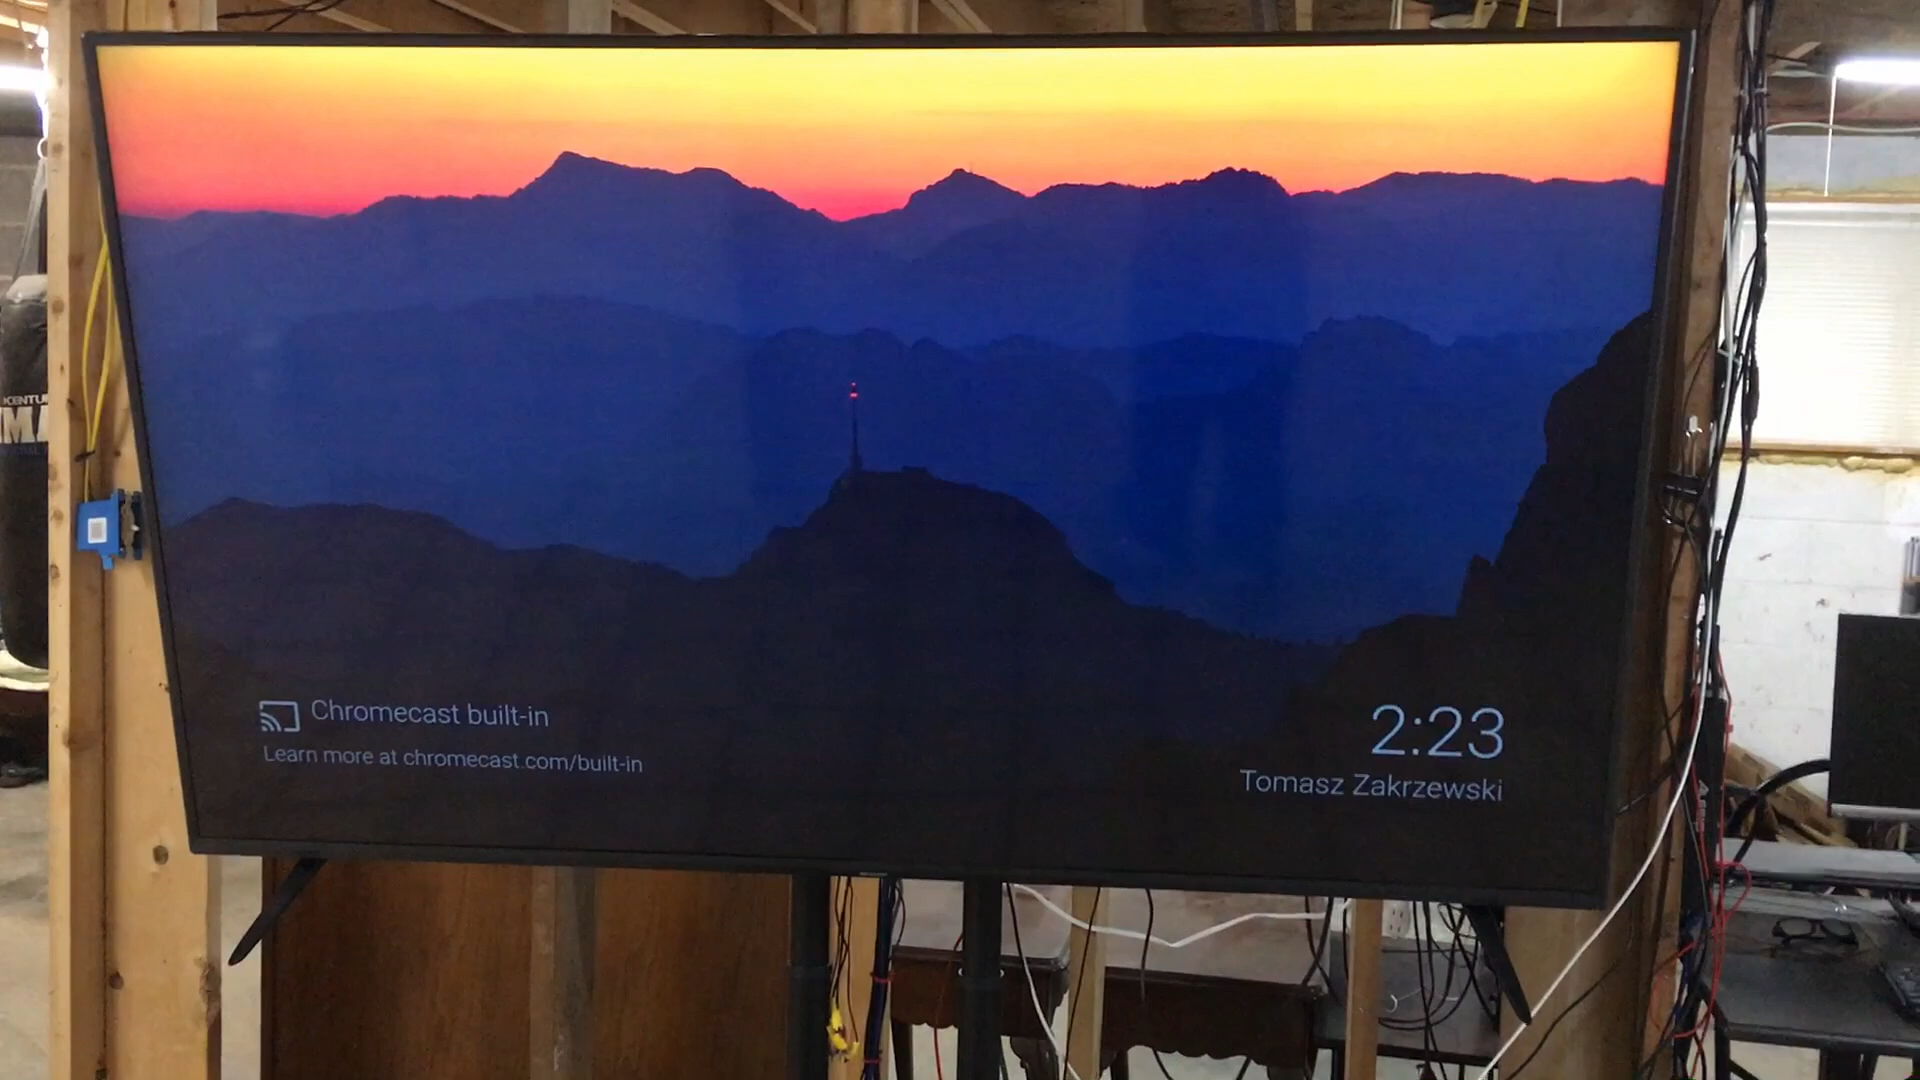 Chromecast built-in
Learn more at chromecast.com/built-in
2:23
Tomasz Zakrzewski